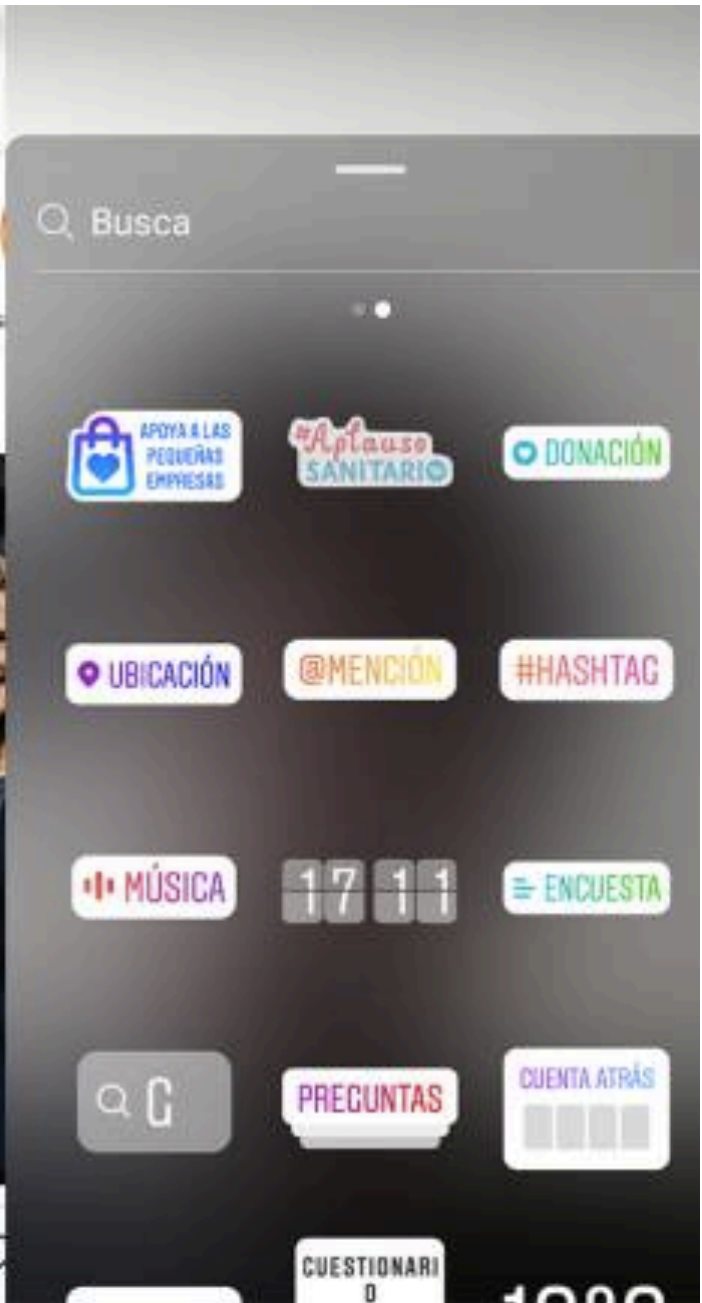 Busca
APOYA A LAS
PEQUEÑAS
EMPRESAS
#Aplauso
SANITARIO
DONACIÓN
UBICACIÓN
@MENCIÓN
#HASHTAG
MÚSICA
17 11
ENCUESTA
G
PREGUNTAS
CUENTA ATRÁS
CUESTIONARI
O